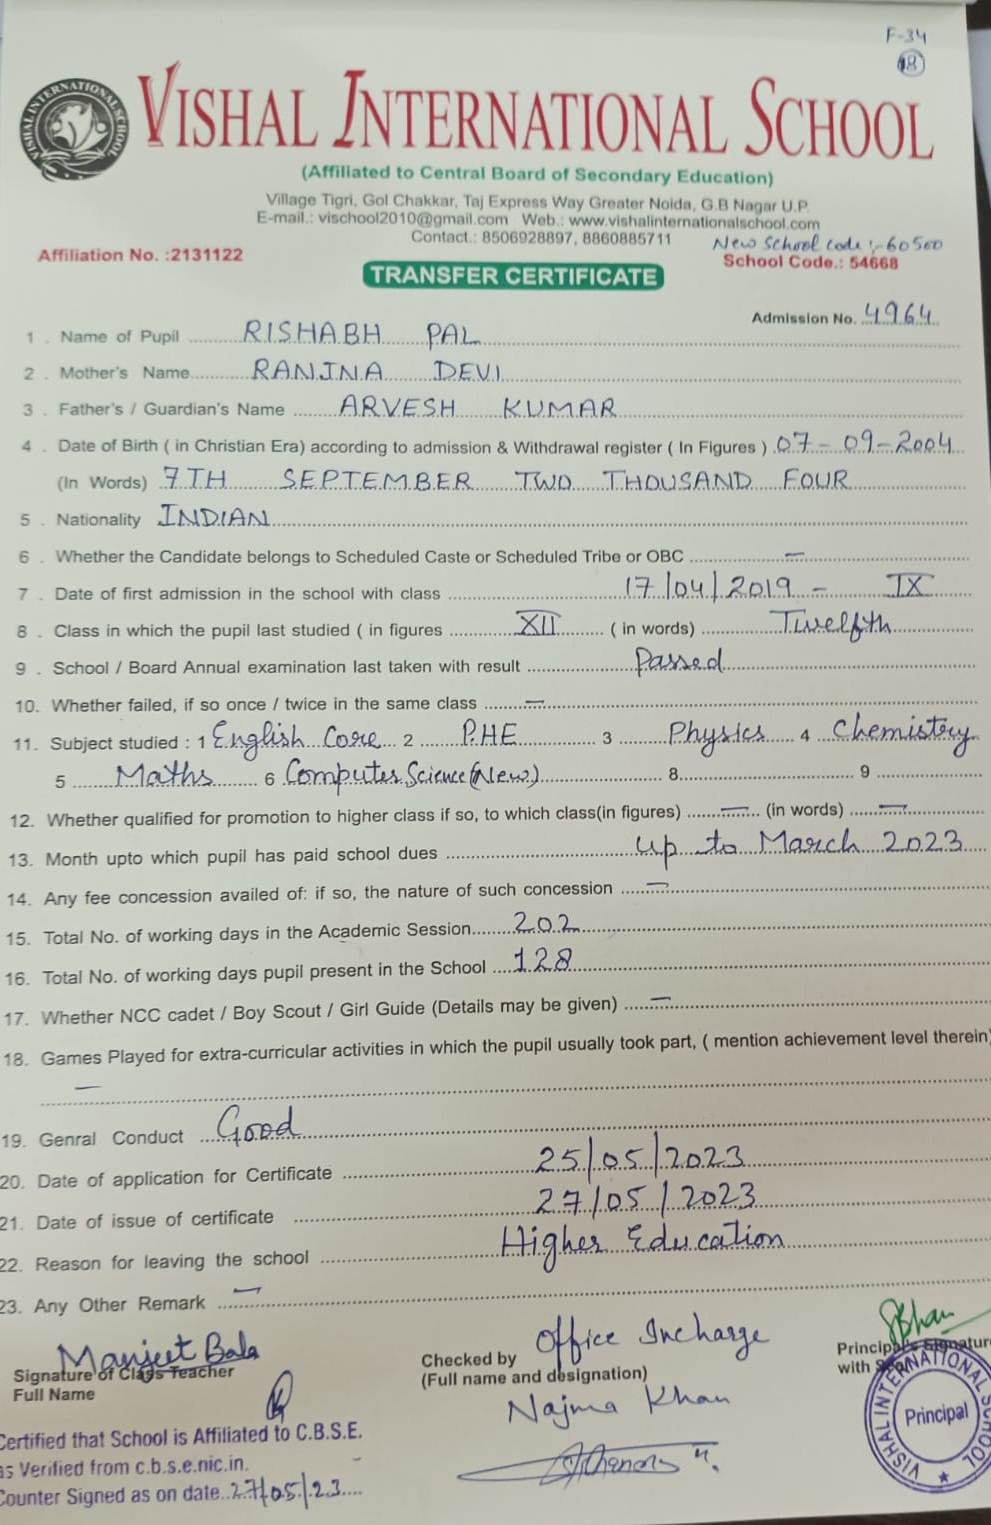 F-34
18
VISHAL INTERNATIONAL SCHOOL
(Affiliated to Central Board of Secondary Education)
Village Tigri, Gol Chakkar, Taj Express Way Greater Noida, G.B Nagar U.P.
E-mail.: vischool2010@gmail.com Web.: www.vishalinternationalschool.com
Contact.: 8506928897, 8860885711
New School Code:- 60500
Affiliation No. :2131122 School Code.: 54668
TRANSFER CERTIFICATE
Admission No. 4964
1 . Name of Pupil RISHABH PAL
2 . Mother's Name RANJNA DEVI
3 . Father's / Guardian's Name ARVESH KUMAR
4 . Date of Birth ( in Christian Era) according to admission & Withdrawal register ( In Figures ) 07-09-2004
(In Words) 7TH SEPTEMBER TWO THOUSAND FOUR
5 . Nationality INDIAN
6 . Whether the Candidate belongs to Scheduled Caste or Scheduled Tribe or OBC —
7 . Date of first admission in the school with class 17/04/2019 - IX
8 . Class in which the pupil last studied ( in figures XII ( in words) Twelfth
9 . School / Board Annual examination last taken with result Passed
10. Whether failed, if so once / twice in the same class —
11. Subject studied : 1 English Core 2 PHE 3 Physics 4 Chemistry
5 Maths 6 Computer Science (New) 8 9
12. Whether qualified for promotion to higher class if so, to which class(in figures) — (in words) —
13. Month upto which pupil has paid school dues up to March 2023
14. Any fee concession availed of: if so, the nature of such concession —
15. Total No. of working days in the Academic Session 202
16. Total No. of working days pupil present in the School 128
17. Whether NCC cadet / Boy Scout / Girl Guide (Details may be given) —
18. Games Played for extra-curricular activities in which the pupil usually took part, ( mention achievement level therein)
—
19. Genral Conduct Good
20. Date of application for Certificate 25/05/2023
21. Date of issue of certificate 27/05/2023
22. Reason for leaving the school Higher Education
23. Any Other Remark —
Manjeet Bala
Signature of Class Teacher
Full Name
Checked by Office Incharge
(Full name and designation)
Najma Khan
Principal's Signature
with
VISHAL INTERNATIONAL SCHOOL
Principal
Certified that School is Affiliated to C.B.S.E.
as Verified from c.b.s.e.nic.in.
Counter Signed as on date 27/05/23
VISHAL INTERNATIONAL SCHOOL